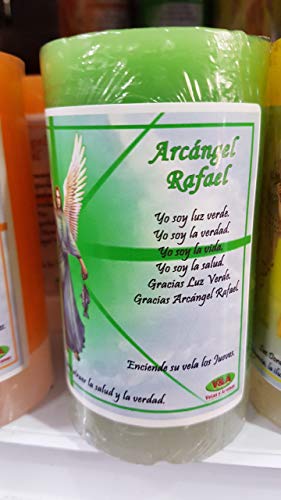 Arcángel
Rafael
Yo soy luz verde.
Yo soy la verdad.
Yo soy la vida.
Yo soy la salud.
Gracias Luz Verde.
Gracias Arcángel Rafael.
Enciende su vela los Jueves.
la salud y la verdad.
V&A